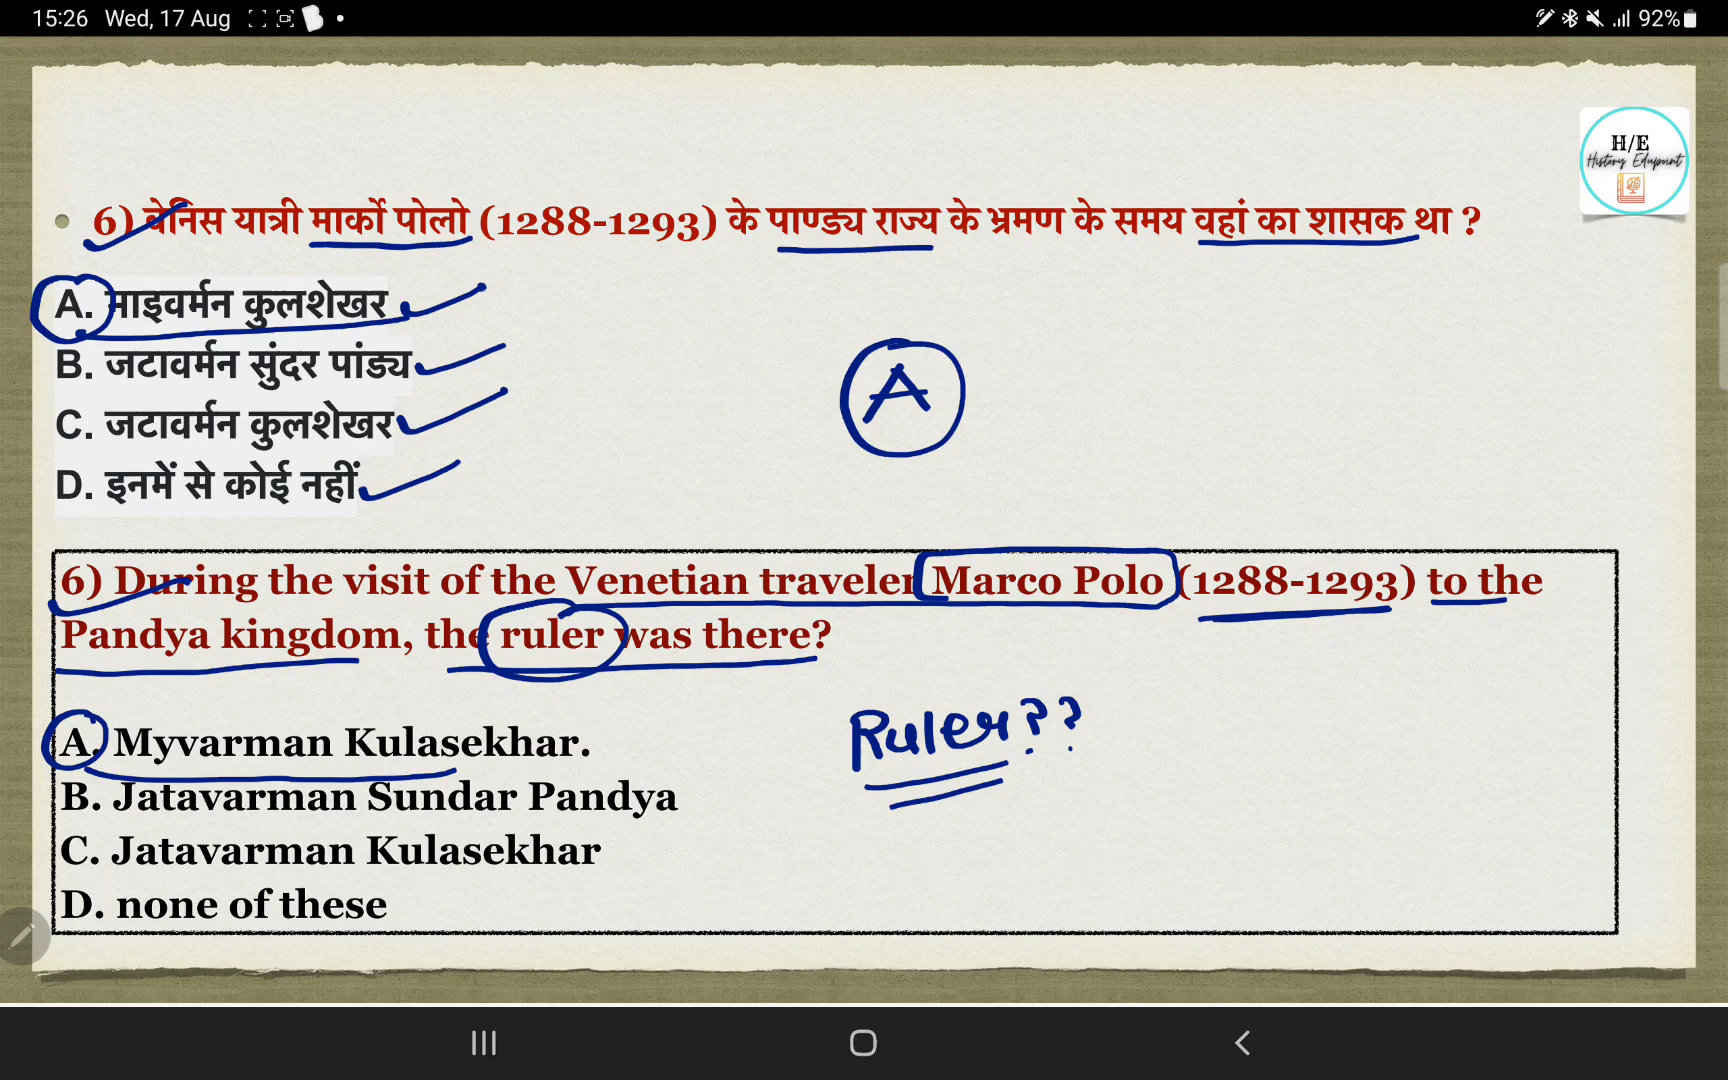 15:26 Wed, 17 Aug
92%
H/E
History Edupoint
6) वेनिस यात्री मार्को पोलो (1288-1293) के पाण्ड्य राज्य के भ्रमण के समय वहां का शासक था ?
A. माइवर्मन कुलशेखर
B. जटावर्मन सुंदर पांड्य
C. जटावर्मन कुलशेखर
D. इनमें से कोई नहीं
A
6) During the visit of the Venetian traveler Marco Polo (1288-1293) to the
Pandya kingdom, the ruler was there?
Ruler??
A. Myvarman Kulasekhar.
B. Jatavarman Sundar Pandya
C. Jatavarman Kulasekhar
D. none of these